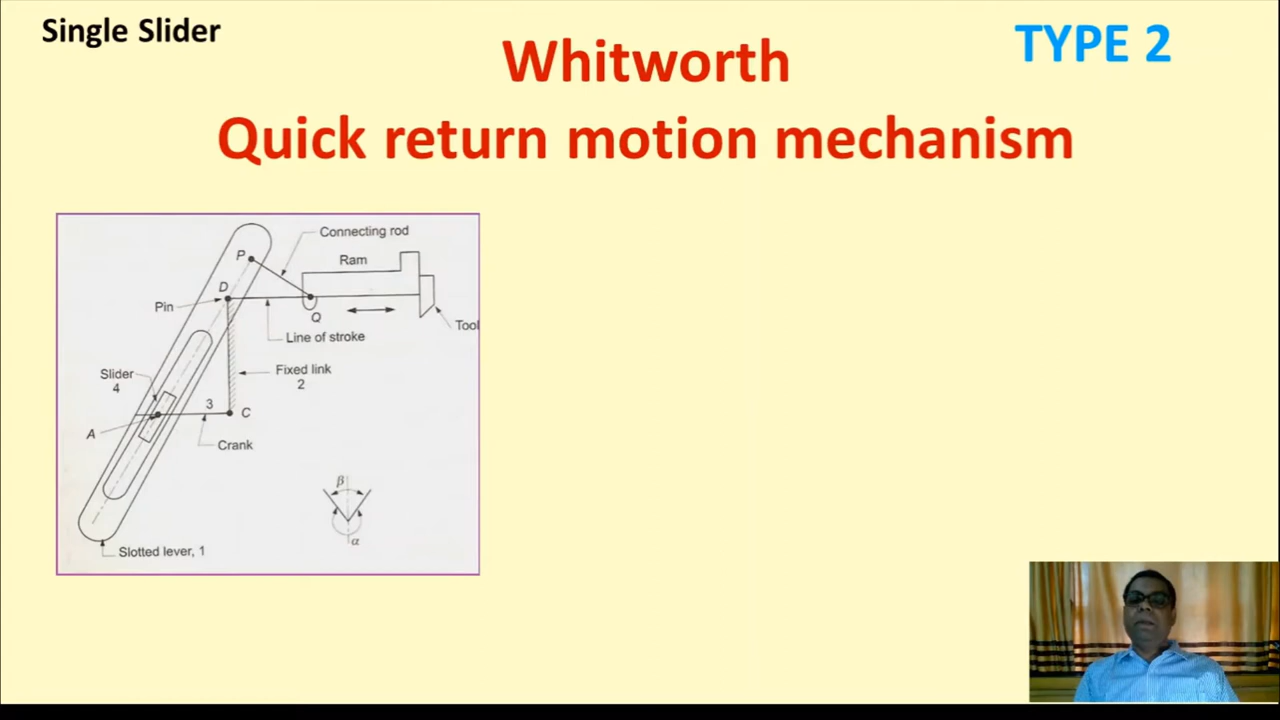 Single Slider
TYPE 2
Whitworth
Quick return motion mechanism
Connecting rod
P
Ram
D
Pin
Q
Tool
Line of stroke
Slider
4
Fixed link
2
3
C
A
Crank
β
α
Slotted lever, 1